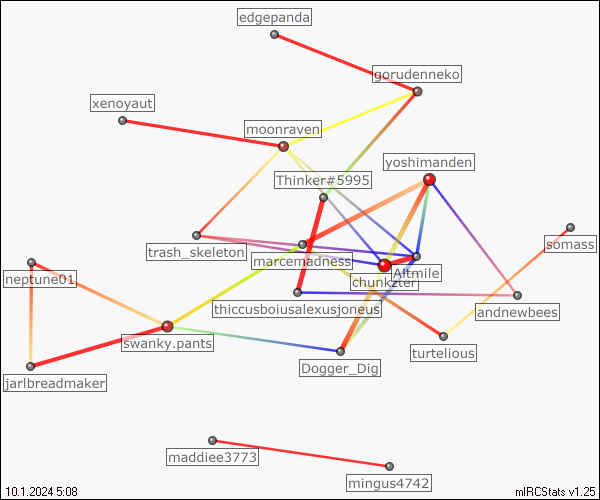 edgepanda
gorudenneko
xenoyaut
moonraven
yoshimanden
Thinker#5995
somass
trash_skeleton
marcemadness
Aftmile
neptune01
chunkzter
thiccusboiusalexusjoneus
andnewbees
swanky.pants
turtelious
Dogger_Dig
jarlbreadmaker
maddiee3773
mingus4742
10.1.2024 5:08
mIRCStats v1.25